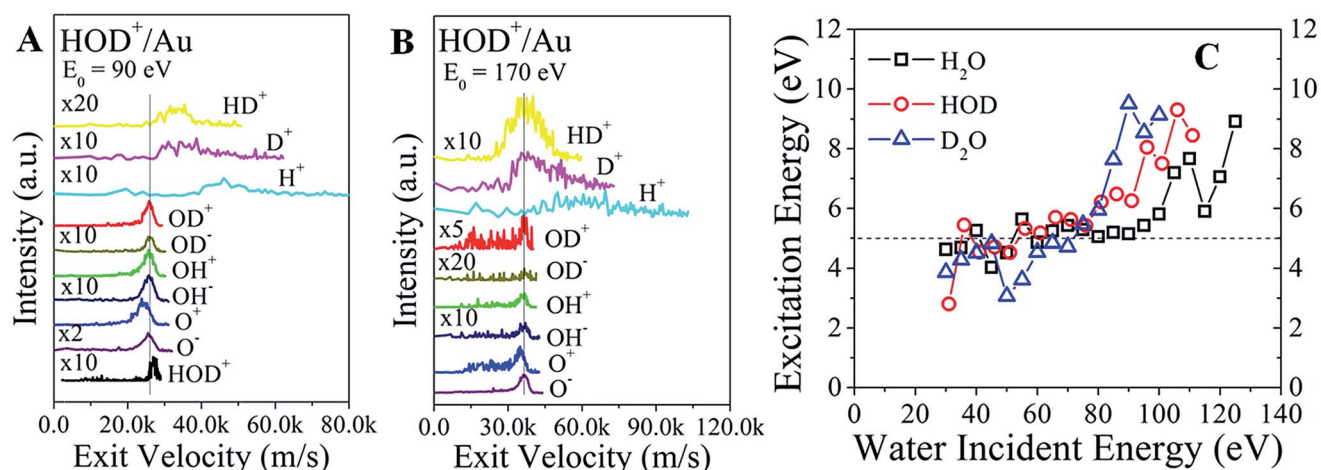 A
HOD⁺/Au
E₀ = 90 eV
x20
HD⁺
x10
D⁺
x10
H⁺
OD⁺
x10
OD⁻
OH⁺
x10
OH⁻
O⁺
x2
O⁻
x10
HOD⁺
0.0
20.0k
40.0k
60.0k
80.0k
Exit Velocity (m/s)
Intensity (a.u.)
B
HOD⁺/Au
E₀ = 170 eV
x10
HD⁺
D⁺
H⁺
x5
OD⁺
x20
OD⁻
OH⁺
x10
OH⁻
O⁺
O⁻
0.0
30.0k
60.0k
90.0k
120.0k
Exit Velocity (m/s)
Intensity (a.u.)
C
H₂O
HOD
D₂O
12
10
8
6
4
2
0
12
10
8
6
4
2
0
0
20
40
60
80
100
120
140
Water Incident Energy (eV)
Excitation Energy (eV)